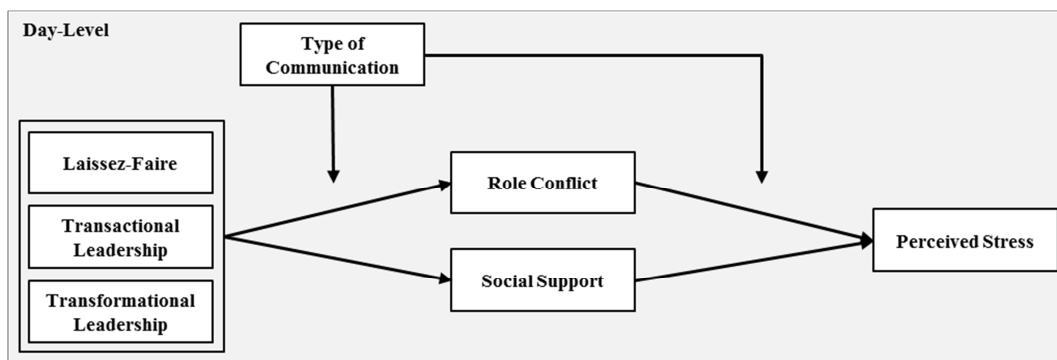 Day-Level
Type of
Communication
Laissez-Faire
Transactional
Leadership
Transformational
Leadership
Role Conflict
Social Support
Perceived Stress